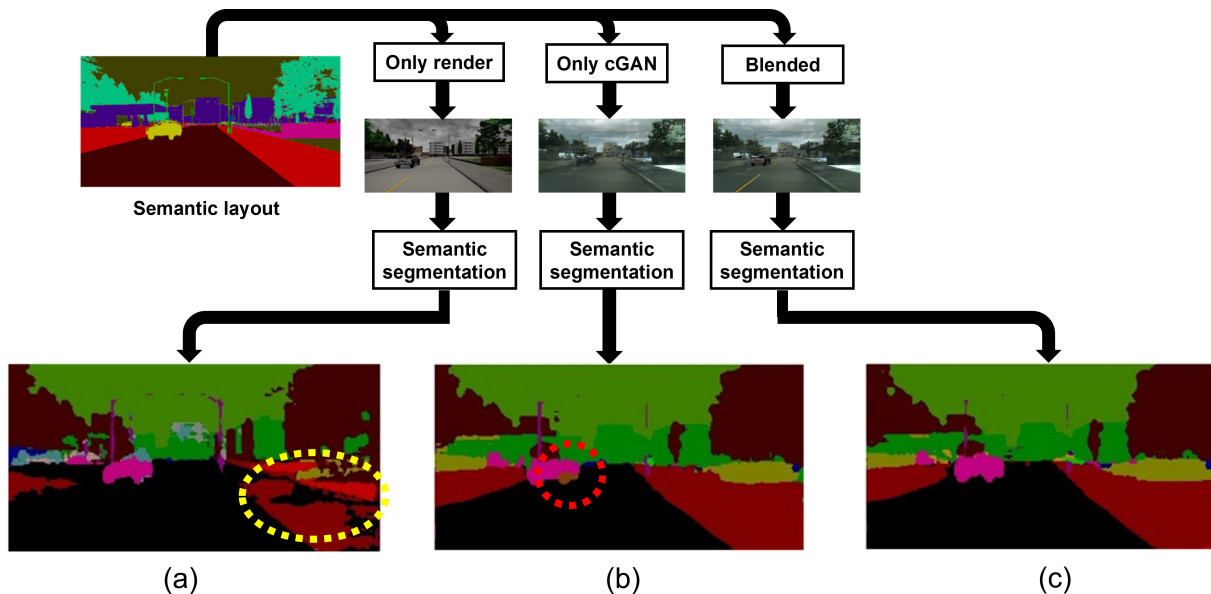 Only render
Only cGAN
Blended
Semantic layout
Semantic
segmentation
Semantic
segmentation
Semantic
segmentation
(a)
(b)
(c)